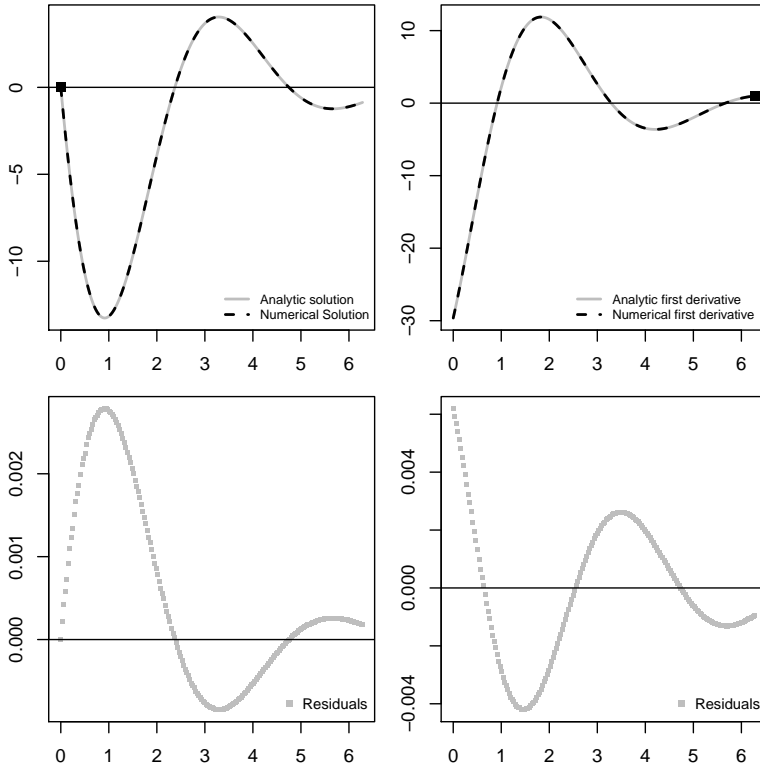 0
−5
−10
Analytic solution
Numerical Solution
0 1 2 3 4 5 6
10
0
−10
−20
−30
Analytic first derivative
Numerical first derivative
0 1 2 3 4 5 6
0.002
0.001
0.000
Residuals
0 1 2 3 4 5 6
0.004
0.000
−0.004
Residuals
0 1 2 3 4 5 6